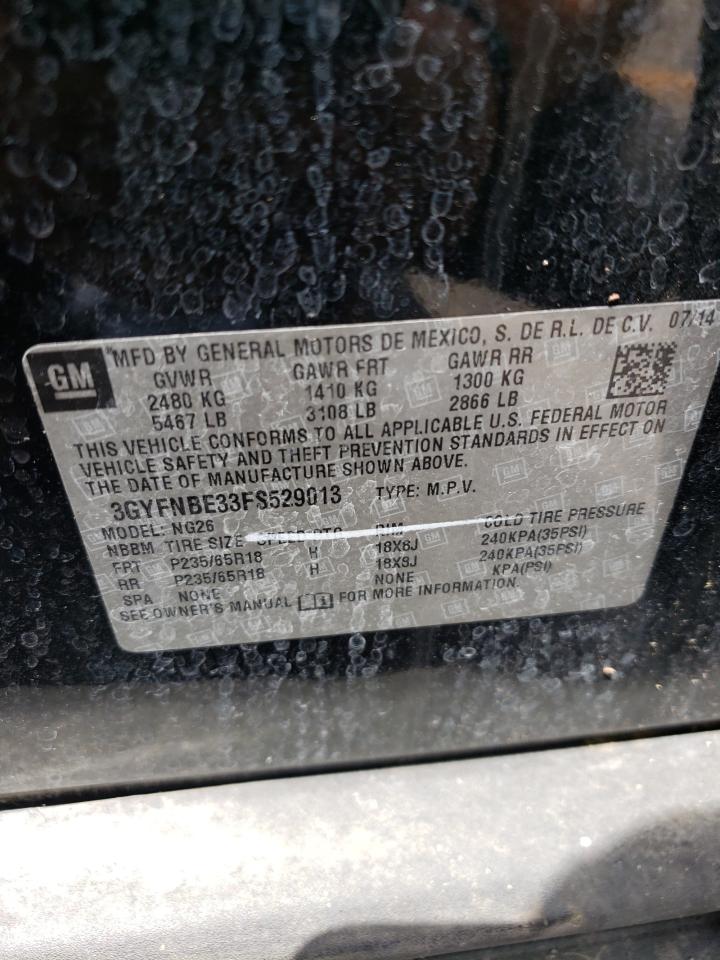 GM
MFD BY GENERAL MOTORS DE MEXICO, S. DE R.L. DE C.V. 07/14
GVWR GAWR FRT GAWR RR
2480 KG 1410 KG 1300 KG
5467 LB 3108 LB 2866 LB
THIS VEHICLE CONFORMS TO ALL APPLICABLE U.S. FEDERAL MOTOR
VEHICLE SAFETY AND THEFT PREVENTION STANDARDS IN EFFECT ON
THE DATE OF MANUFACTURE SHOWN ABOVE.
3GYFNBE33FS529013 TYPE: M.P.V.
MODEL: NG26
NBBM TIRE SIZE SPEED RTG RIM COLD TIRE PRESSURE
FRT P235/65R18 H 18X8J 240KPA(35PSI)
RR P235/65R18 H 18X8J 240KPA(35PSI)
SPA NONE NONE KPA(PSI)
SEE OWNER'S MANUAL FOR MORE INFORMATION.